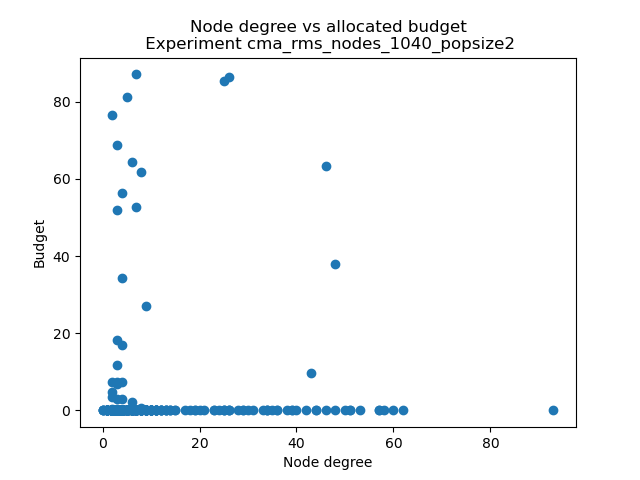 Node degree vs allocated budget
Experiment cma_rms_nodes_1040_popsize2
80
60
40
20
0
Budget
0 20 40 60 80
Node degree